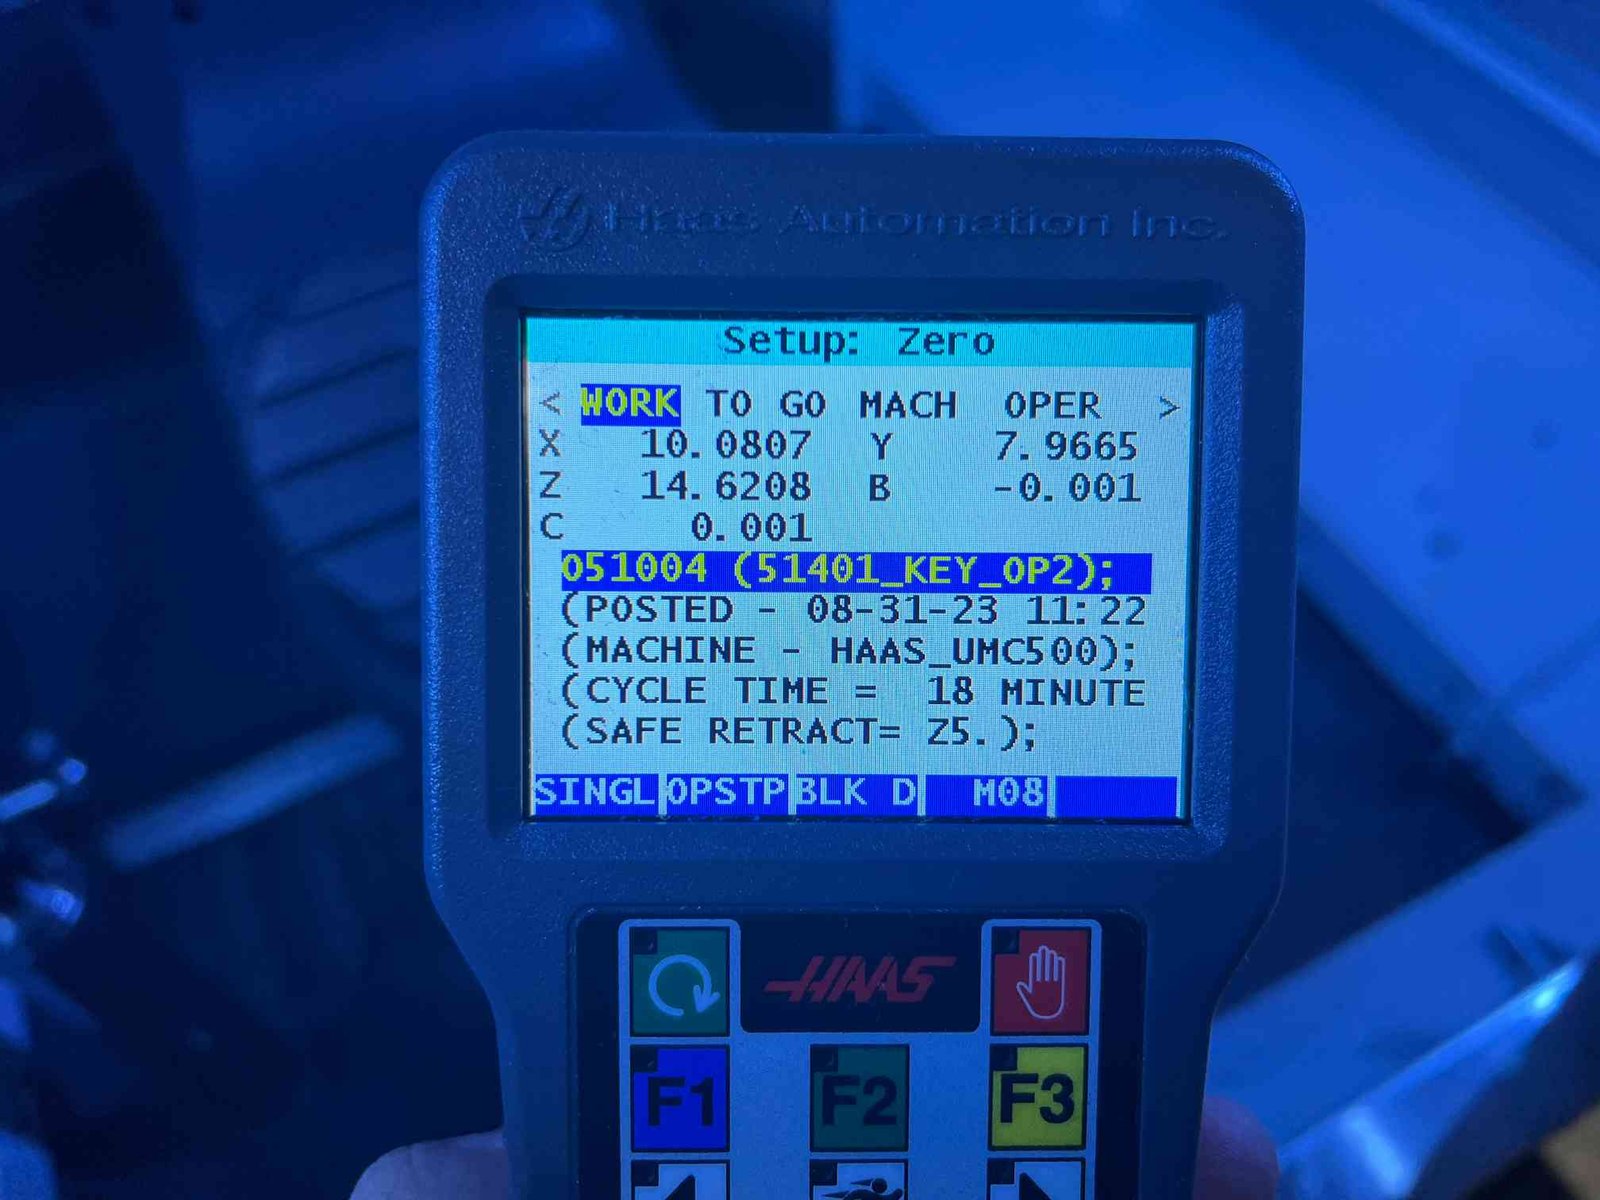 Haas Automation Inc.
Setup: Zero
< WORK TO GO MACH OPER >
X 10.0807 Y 7.9665
Z 14.6208 B -0.001
C 0.001
O51004 (51401_KEY_OP2);
(POSTED - 08-31-23 11:22
(MACHINE - HAAS_UMC500);
(CYCLE TIME = 18 MINUTE
(SAFE RETRACT= Z5.);
SINGL OPSTP BLK D M08
HAAS
F1 F2 F3